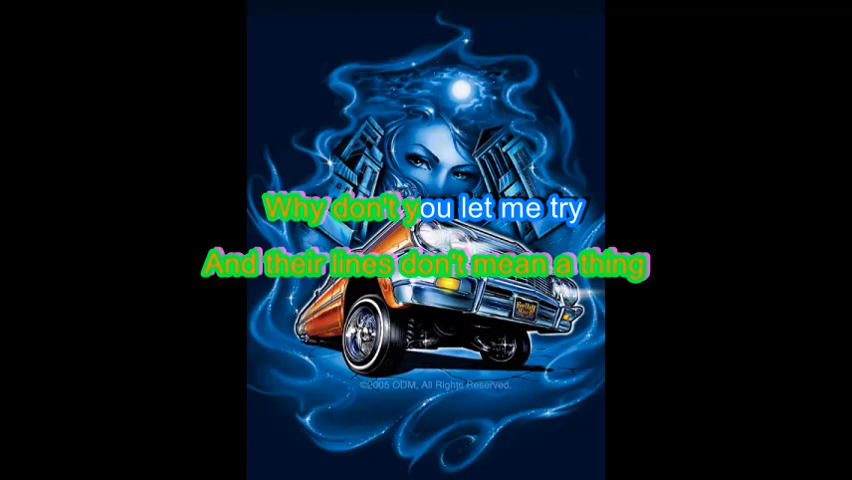 Why don't you let me try
And their lines don't mean a thing
©2005 ODM, All Rights Reserved.